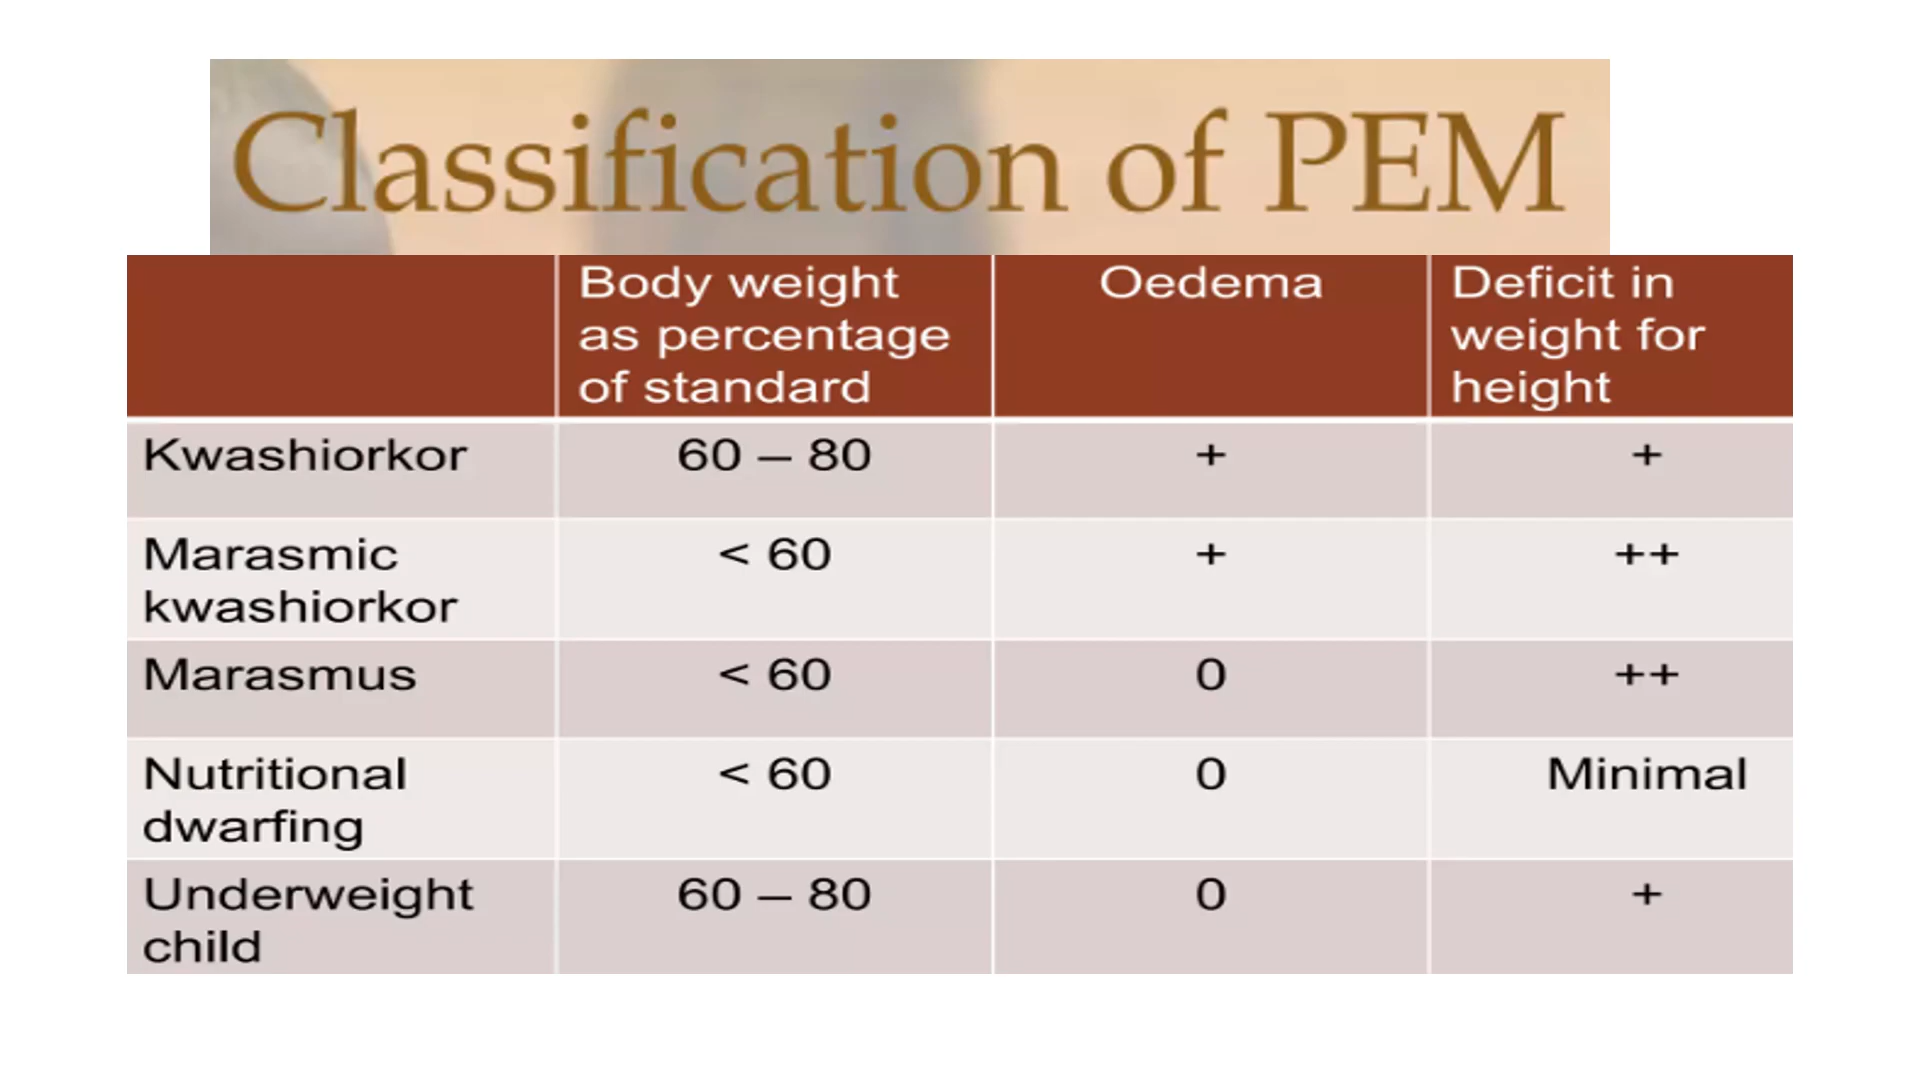 Classification of PEM
Body weight as percentage of standard Oedema Deficit in weight for height
Kwashiorkor 60 – 80 + +
Marasmic kwashiorkor < 60 + ++
Marasmus < 60 0 ++
Nutritional dwarfing < 60 0 Minimal
Underweight child 60 – 80 0 +